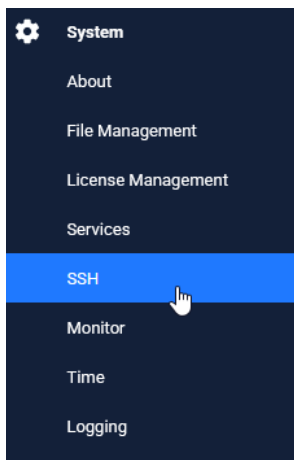 System
About
File Management
License Management
Services
SSH
Monitor
Time
Logging